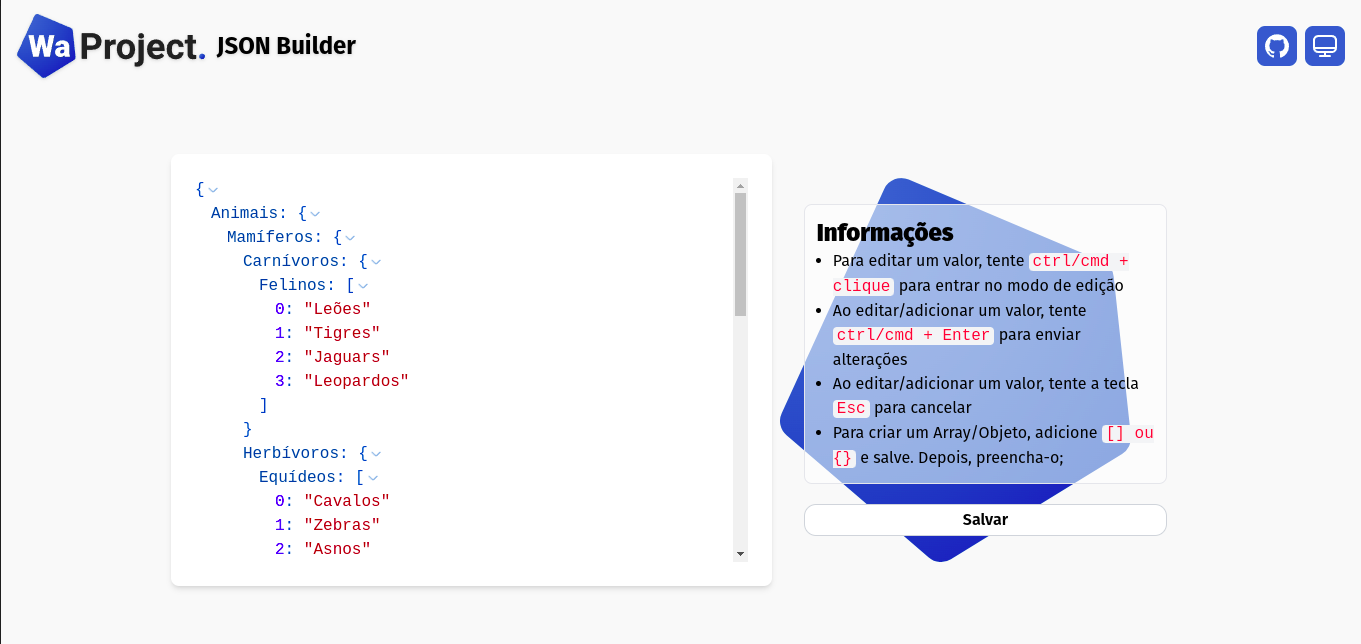 Wa Project. JSON Builder
{
Animais: {
Mamíferos: {
Carnívoros: {
Felinos: [
0: "Leões"
1: "Tigres"
2: "Jaguars"
3: "Leopardos"
]
}
Herbívoros: {
Equídeos: [
0: "Cavalos"
1: "Zebras"
2: "Asnos"
Informações
• Para editar um valor, tente ctrl/cmd +
clique para entrar no modo de edição
• Ao editar/adicionar um valor, tente
ctrl/cmd + Enter para enviar
alterações
• Ao editar/adicionar um valor, tente a tecla
Esc para cancelar
• Para criar um Array/Objeto, adicione [] ou
{} e salve. Depois, preencha-o;
Salvar